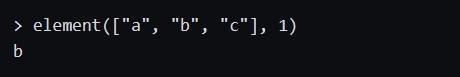 > element(["a", "b", "c"], 1)
b